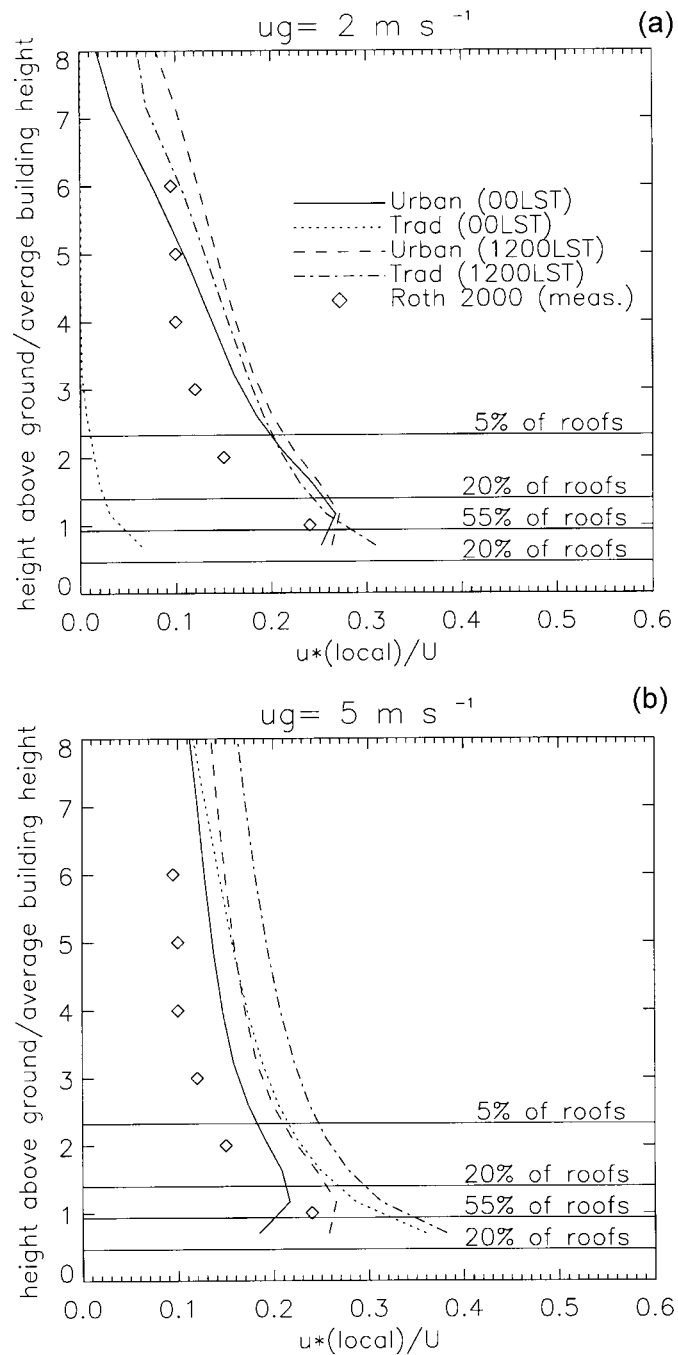 ug= 2 m s -1
(a)
8
7
6
5
4
3
2
1
0
height above ground/average building height
Urban (00LST)
Trad (00LST)
Urban (1200LST)
Trad (1200LST)
Roth 2000 (meas.)
5% of roofs
20% of roofs
55% of roofs
20% of roofs
0.0 0.1 0.2 0.3 0.4 0.5 0.6
u*(local)/U
(b)
ug= 5 m s -1
8
7
6
5
4
3
2
1
0
height above ground/average building height
5% of roofs
20% of roofs
55% of roofs
20% of roofs
0.0 0.1 0.2 0.3 0.4 0.5 0.6
u*(local)/U